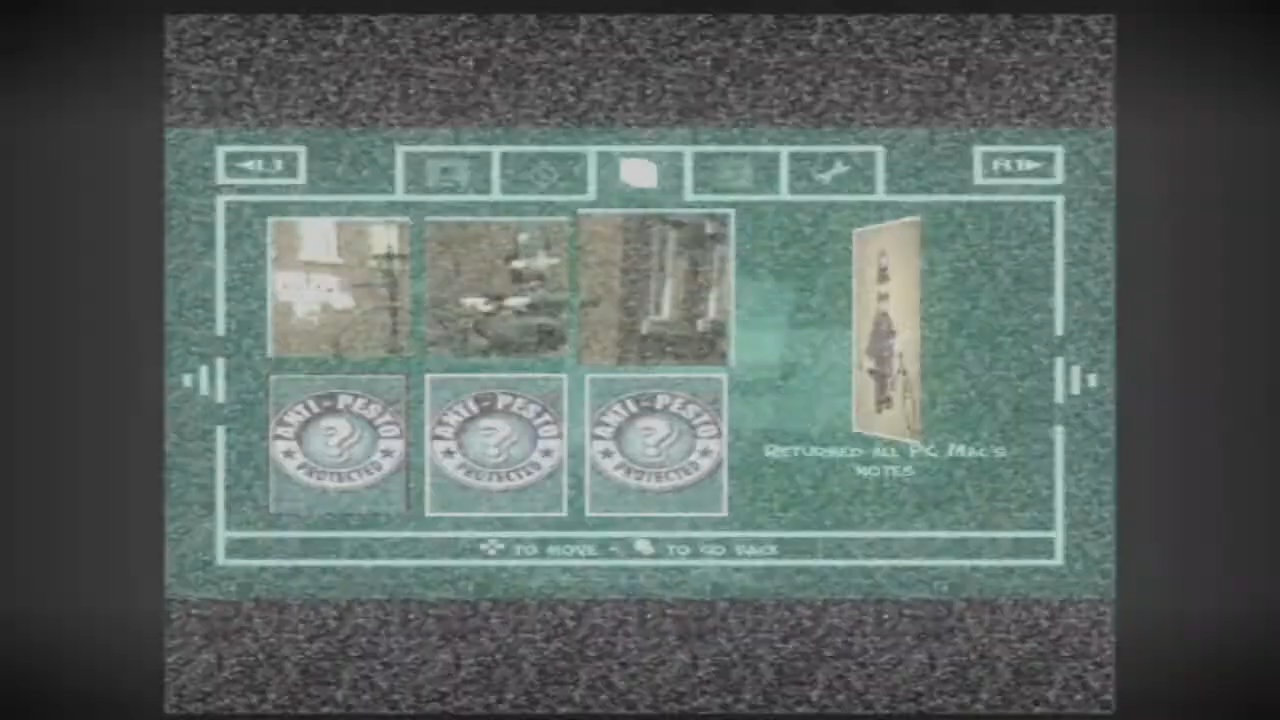 L1
R1
ANTI-PESTO
PROTECTED
ANTI-PESTO
PROTECTED
ANTI-PESTO
PROTECTED
RETURNED ALL PC MAC'S
NOTES
TO MOVE - TO GO BACK